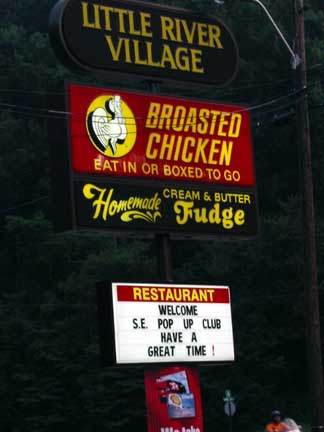 LITTLE RIVER
VILLAGE
BROASTED
CHICKEN
EAT IN OR BOXED TO GO
Homemade CREAM & BUTTER
Fudge
RESTAURANT
WELCOME
S.E. POP UP CLUB
HAVE A
GREAT TIME !